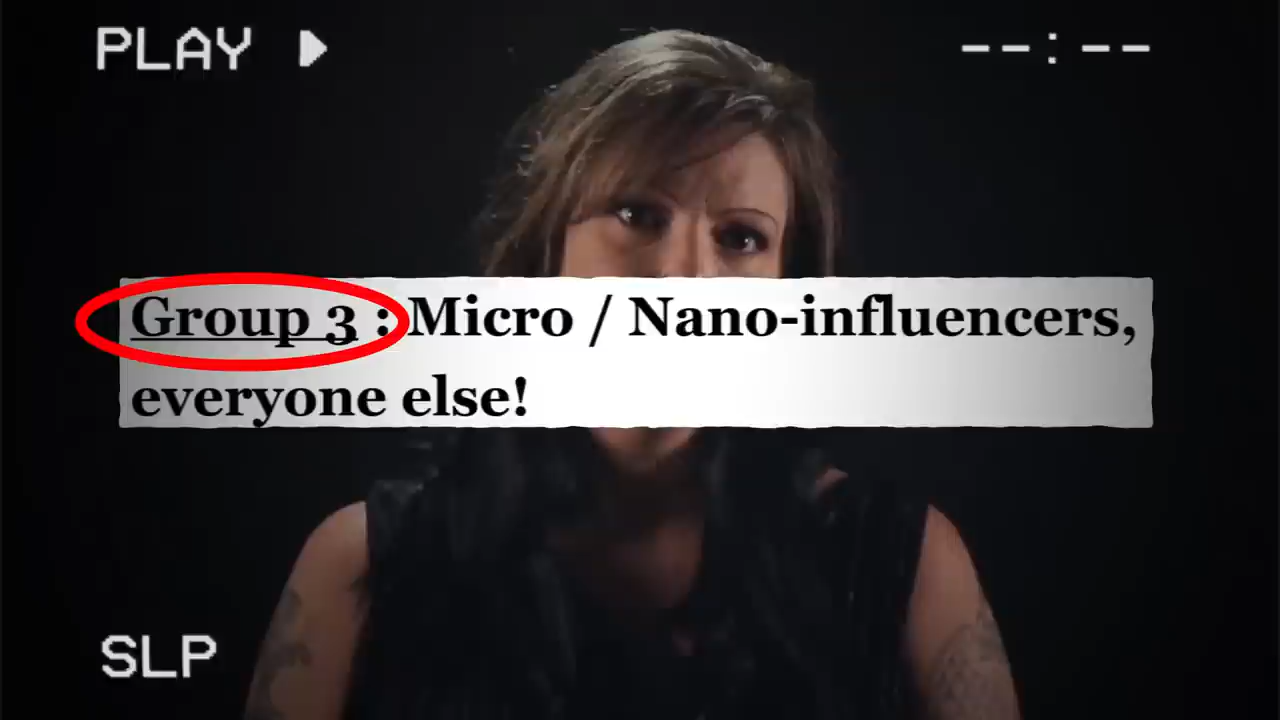 PLAY
--:--
Group 3 : Micro / Nano-influencers,
everyone else!
SLP